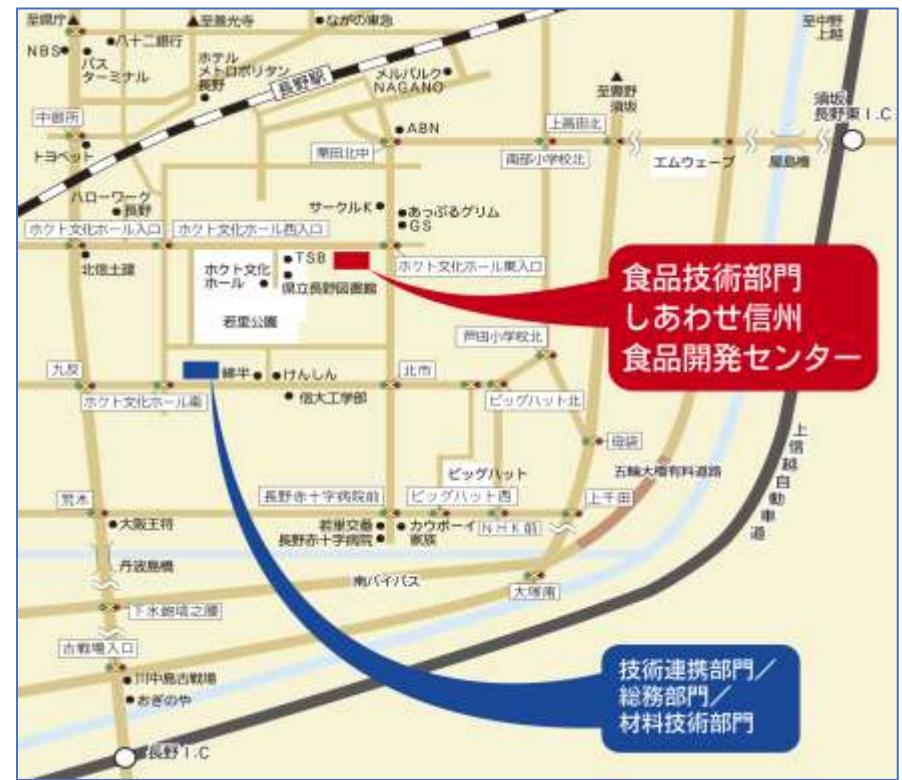 至県庁▲
▲至善光寺
ながの東急
至中野
上越
八十二銀行
NBS
バス
ターミナル
ホテル
メトロポリタン
長野
長野駅
メルパルク
NAGANO
▲
至豊野
須坂
須坂
長野東I.C
中御所
ABN
上高田北
トヨペット
栗田北中
南部小学校北
エムウェーブ
屋島橋
ハローワーク
長野
サークルK
あっぷるグリム
GS
ホクト文化ホール入口
ホクト文化ホール西入口
ホクト文化ホール東入口
北信土建
ホクト文化
ホール
TSB
県立長野図書館
食品技術部門
しあわせ信州
食品開発センター
若里公園
芹田小学校北
九反
綿半
けんしん
北市
ホクト文化ホール南
信大工学部
ビッグハット北
母袋
上信越自動車道
ビッグハット
五輪大橋有料道路
荒木
長野赤十字病院前
ビッグハット西
上千田
大阪王将
若里交番
長野赤十字病院
カウボーイ
家族
NHK前
丹波島橋
南バイパス
大塚南
下氷鉋塙之腰
古戦場入口
川中島古戦場
おぎのや
技術連携部門／
総務部門／
材料技術部門
長野I.C